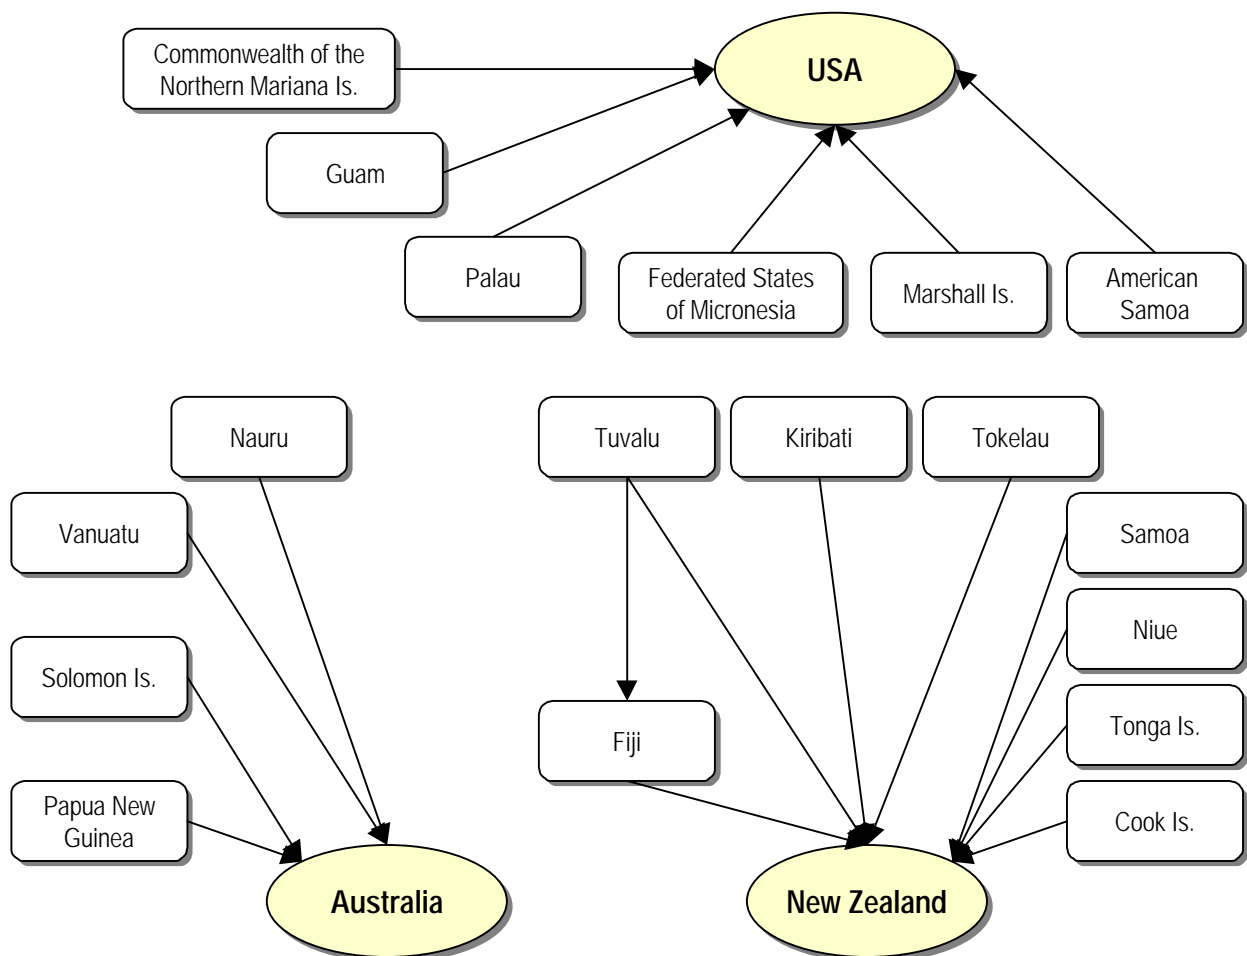 Commonwealth of the
Northern Mariana Is.
USA
Guam
Palau
Federated States
of Micronesia
Marshall Is.
American
Samoa
Nauru
Tuvalu
Kiribati
Tokelau
Vanuatu
Samoa
Niue
Solomon Is.
Tonga Is.
Fiji
Papua New
Guinea
Cook Is.
Australia
New Zealand